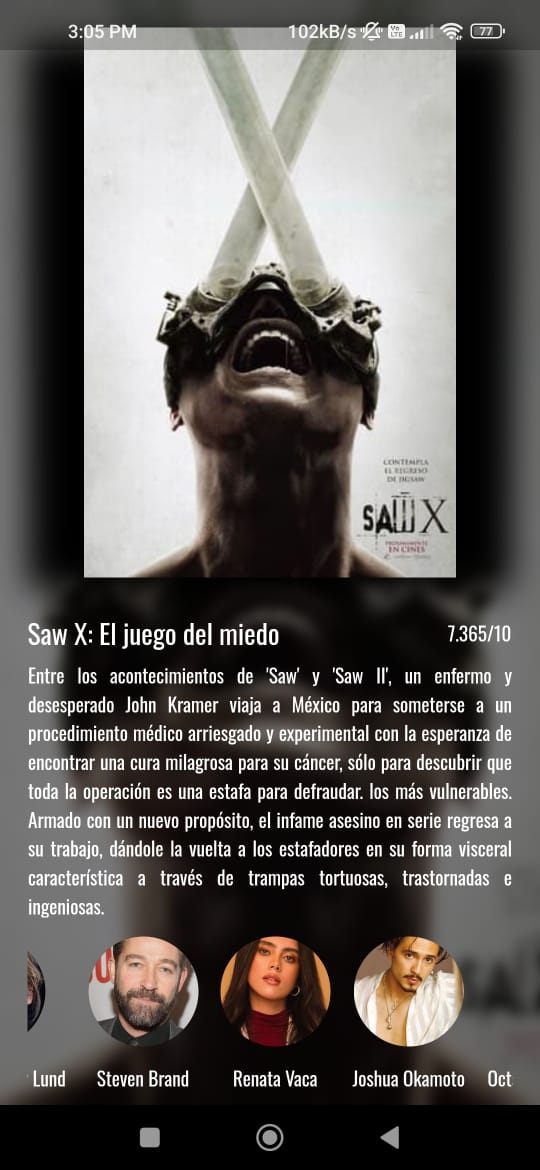 3:05 PM 102kB/s Vo LTE 77
CONTEMPLA
EL REGRESO
DE JIGSAW
SAW X
PRÓXIMAMENTE
EN CINES
Saw X: El juego del miedo 7.365/10
Entre los acontecimientos de 'Saw' y 'Saw II', un enfermo y
desesperado John Kramer viaja a México para someterse a un
procedimiento médico arriesgado y experimental con la esperanza de
encontrar una cura milagrosa para su cáncer, sólo para descubrir que
toda la operación es una estafa para defraudar. los más vulnerables.
Armado con un nuevo propósito, el infame asesino en serie regresa a
su trabajo, dándole la vuelta a los estafadores en su forma visceral
característica a través de trampas tortuosas, trastornadas e
ingeniosas.
Lund Steven Brand Renata Vaca Joshua Okamoto Oct